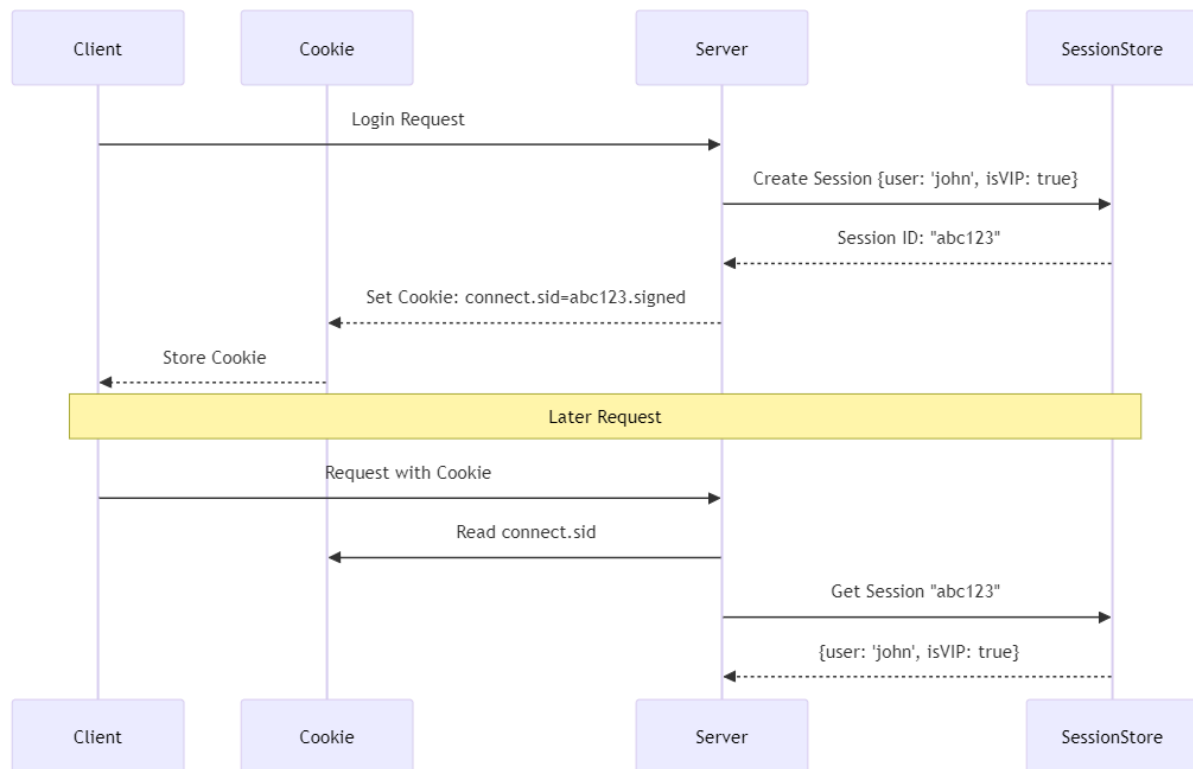 Client
Cookie
Server
SessionStore
Login Request
Create Session {user: 'john', isVIP: true}
Session ID: "abc123"
Set Cookie: connect.sid=abc123.signed
Store Cookie
Later Request
Request with Cookie
Read connect.sid
Get Session "abc123"
{user: 'john', isVIP: true}
Client
Cookie
Server
SessionStore